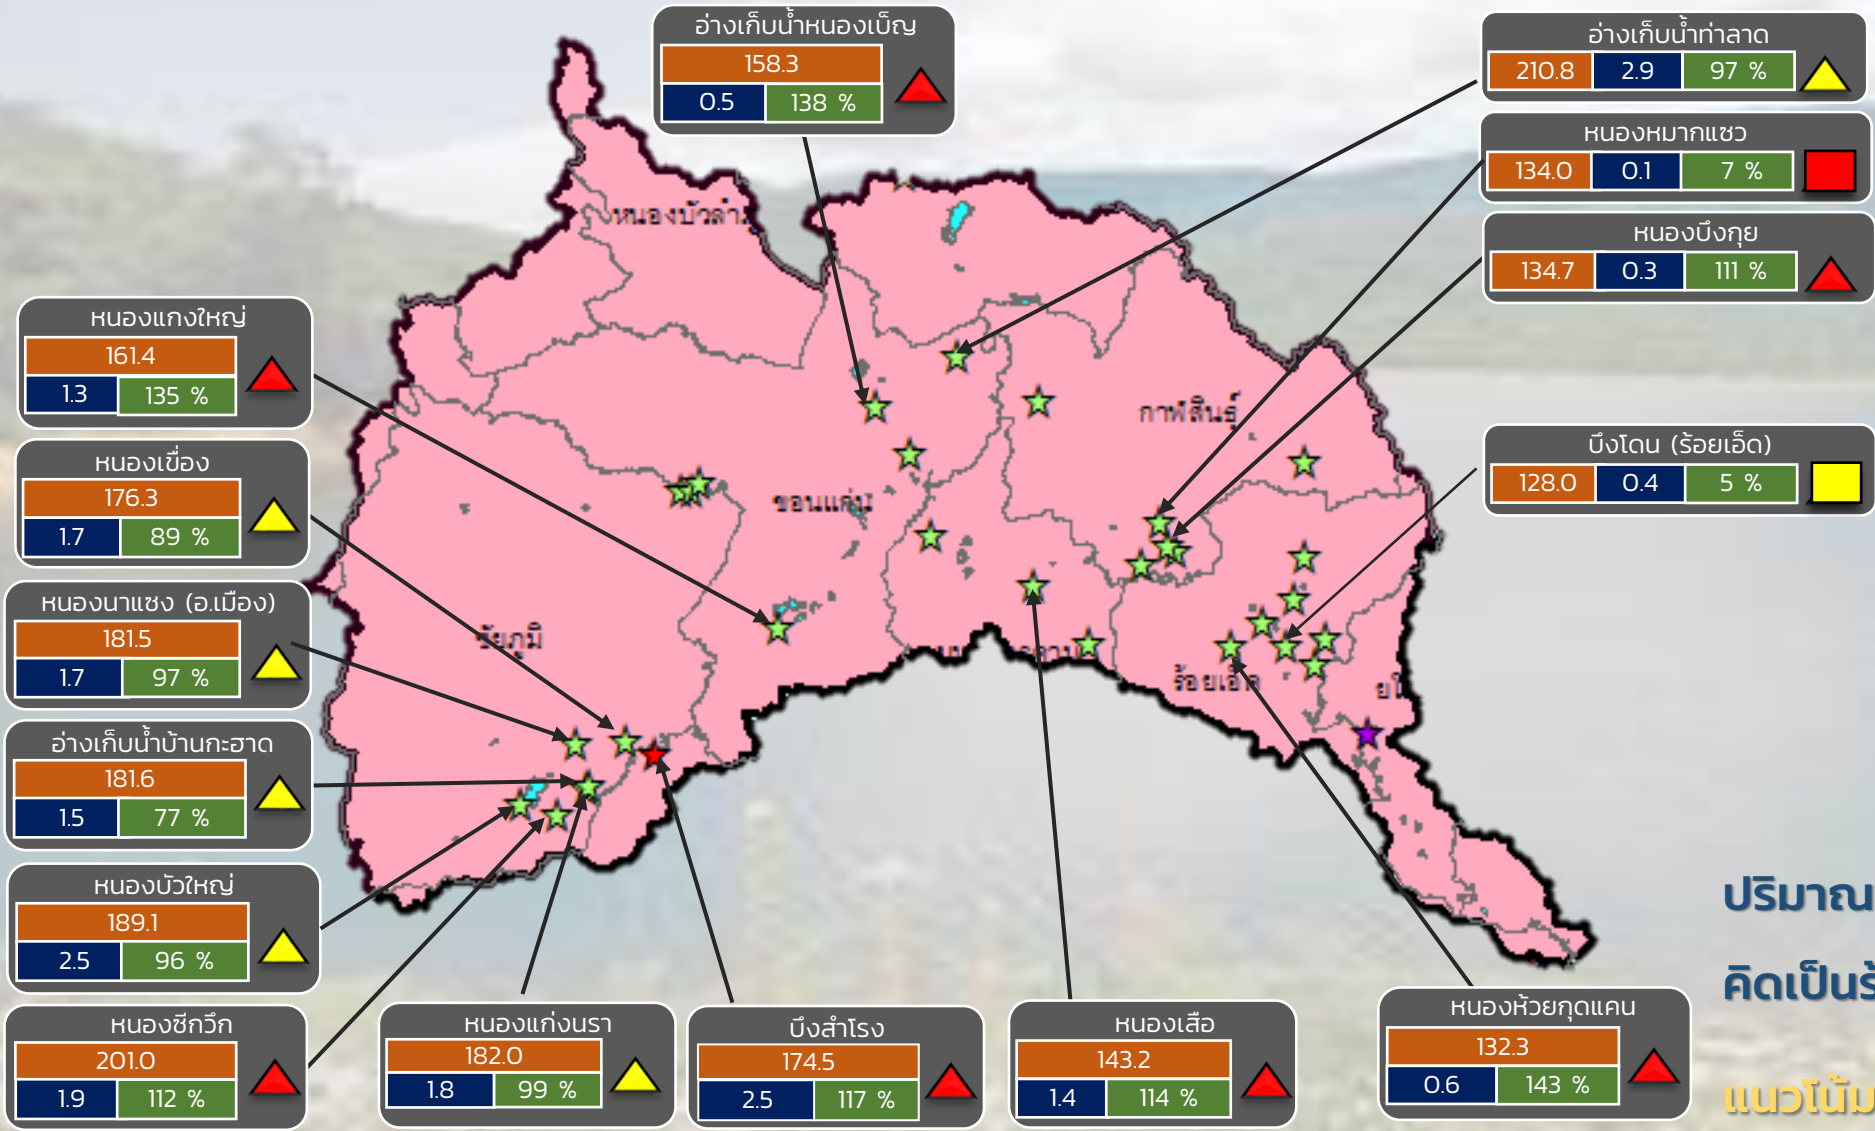 อ่างเก็บน้ำหนองเบ็ญ
158.3
0.5 138 %
อ่างเก็บน้ำท่าลาด
210.8 2.9 97 %
หนองหมากแซว
134.0 0.1 7 %
หนองบึงกุย
134.7 0.3 111 %
บึงโดน (ร้อยเอ็ด)
128.0 0.4 5 %
หนองแกงใหญ่
161.4
1.3 135 %
หนองเขื่อง
176.3
1.7 89 %
หนองนาแซง (อ.เมือง)
181.5
1.7 97 %
อ่างเก็บน้ำบ้านกะฮาด
181.6
1.5 77 %
หนองบัวใหญ่
189.1
2.5 96 %
หนองซีกวึก
201.0
1.9 112 %
หนองแก่งนรา
182.0
1.8 99 %
บึงสำโรง
174.5
2.5 117 %
หนองเสือ
143.2
1.4 114 %
หนองห้วยกุดแคน
132.3
0.6 143 %
หนองบัวลำภู
กาฬสินธุ์
ขอนแก่น
ชัยภูมิ
ร้อยเอ็ด
ปริมาณ
คิดเป็นร้
แนวโน้ม